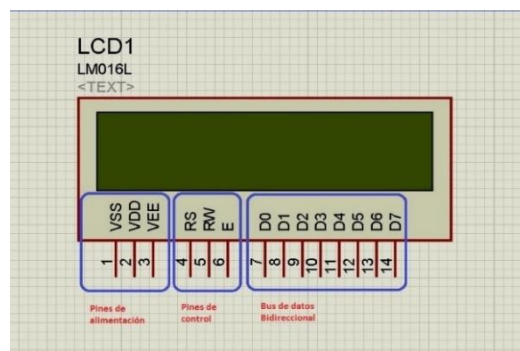 LCD1
LM016L
<TEXT>
VSS VDD VEE RS RW E D0 D1 D2 D3 D4 D5 D6 D7
1 2 3 4 5 6 7 8 9 10 11 12 13 14
Pines de
alimentación
Pines de
control
Bus de datos
Bidireccional